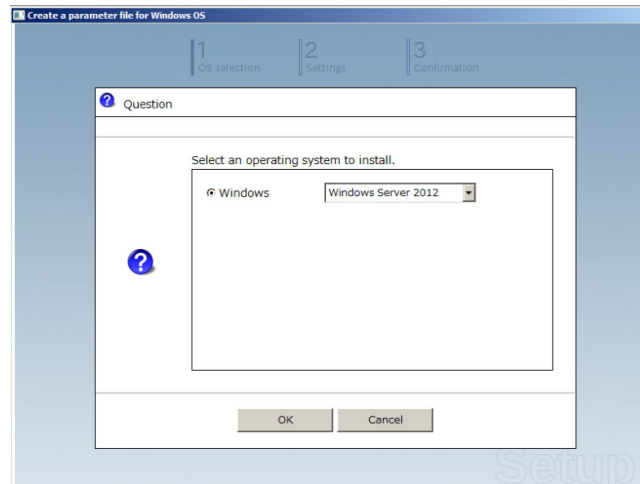 Create a parameter file for Windows OS
1 2 3
OS selection Settings Confirmation
? Question
Select an operating system to install.
Windows Windows Server 2012
?
OK Cancel
Setup